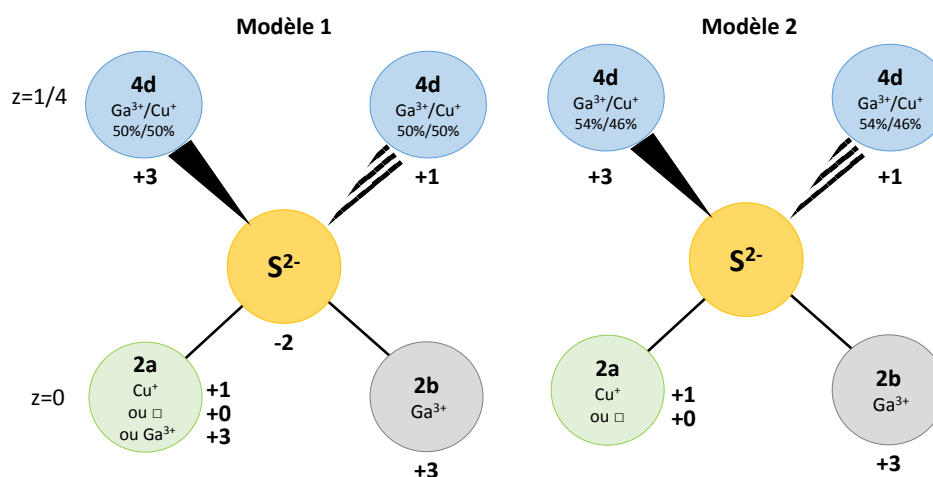 Modèle 1
z=1/4
4d
Ga³⁺/Cu⁺
50%/50%
+3
4d
Ga³⁺/Cu⁺
50%/50%
+1
S²⁻
-2
z=0
2a
Cu⁺
ou □
ou Ga³⁺
+1
+0
+3
2b
Ga³⁺
+3
Modèle 2
4d
Ga³⁺/Cu⁺
54%/46%
+3
4d
Ga³⁺/Cu⁺
54%/46%
+1
S²⁻
2a
Cu⁺
ou □
+1
+0
2b
Ga³⁺
+3